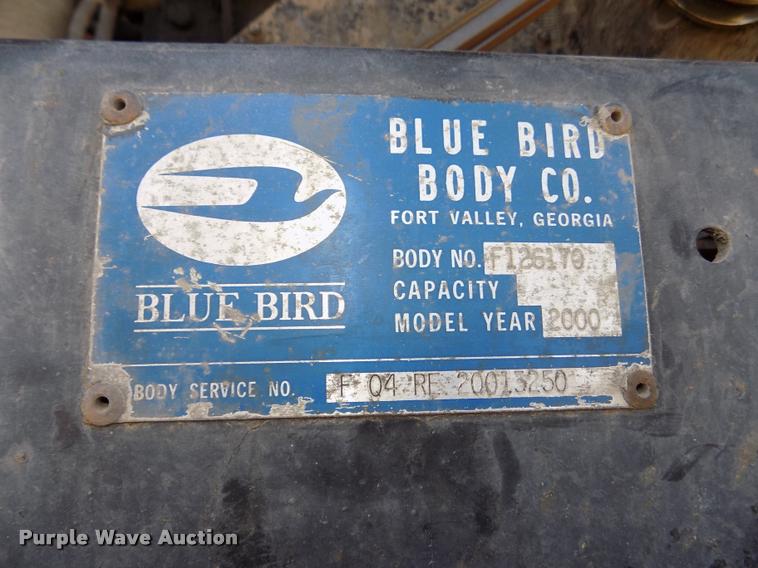 BLUE BIRD
BODY CO.
FORT VALLEY, GEORGIA
BLUE BIRD
BODY NO. F126170
CAPACITY
MODEL YEAR 2000
BODY SERVICE NO. F Q4 RE 20013250
Purple Wave Auction